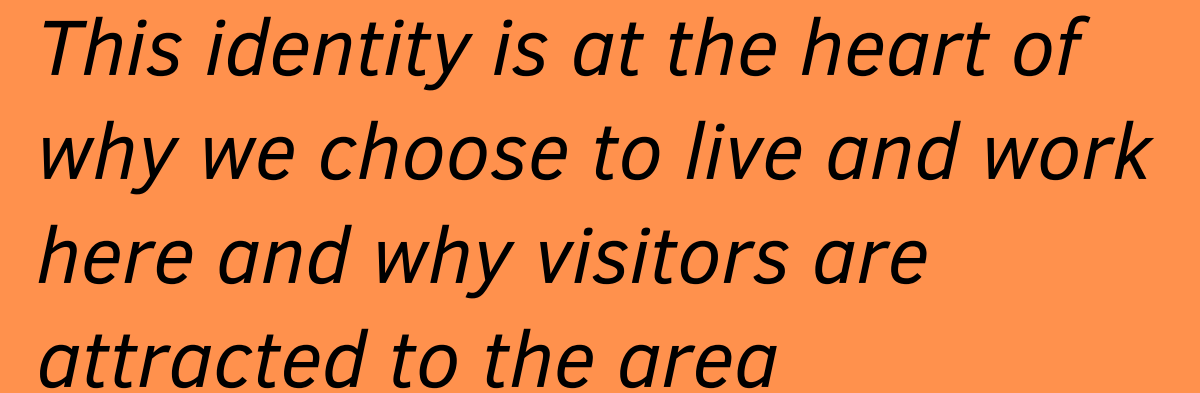 This identity is at the heart of
why we choose to live and work
here and why visitors are
attracted to the area